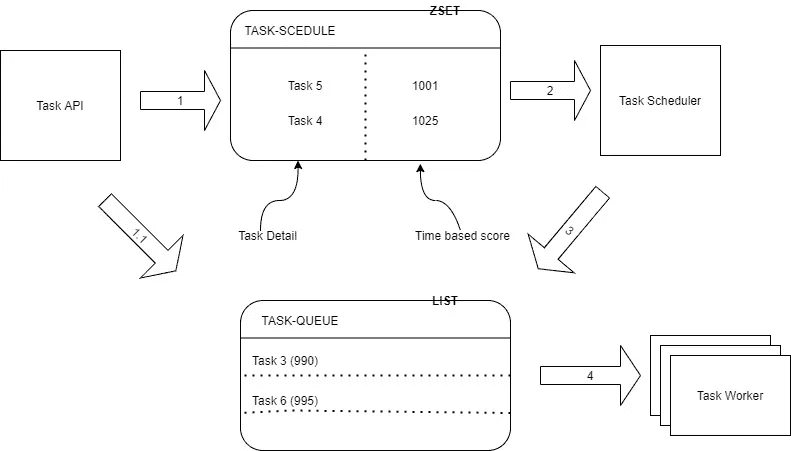 ZSET
TASK-SCEDULE
Task API
1
Task 5
1001
2
Task Scheduler
Task 4
1025
1.1
Task Detail
Time based score
3
LIST
TASK-QUEUE
Task 3 (990)
Task 6 (995)
4
Task Worker